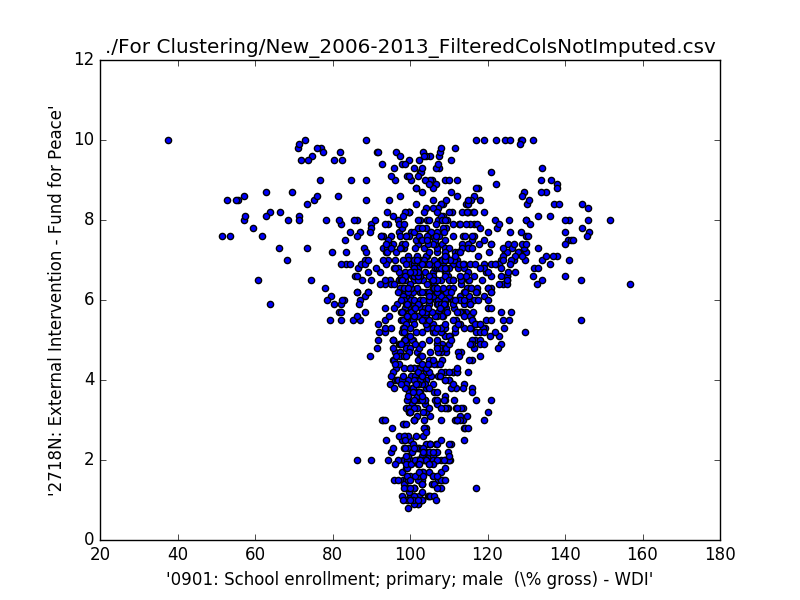 ./For Clustering/New_2006-2013_FilteredColsNotImputed.csv
12
10
8
6
4
2
0
'2718N: External Intervention - Fund for Peace'
20 40 60 80 100 120 140 160 180
'0901: School enrollment; primary; male  (\% gross) - WDI'